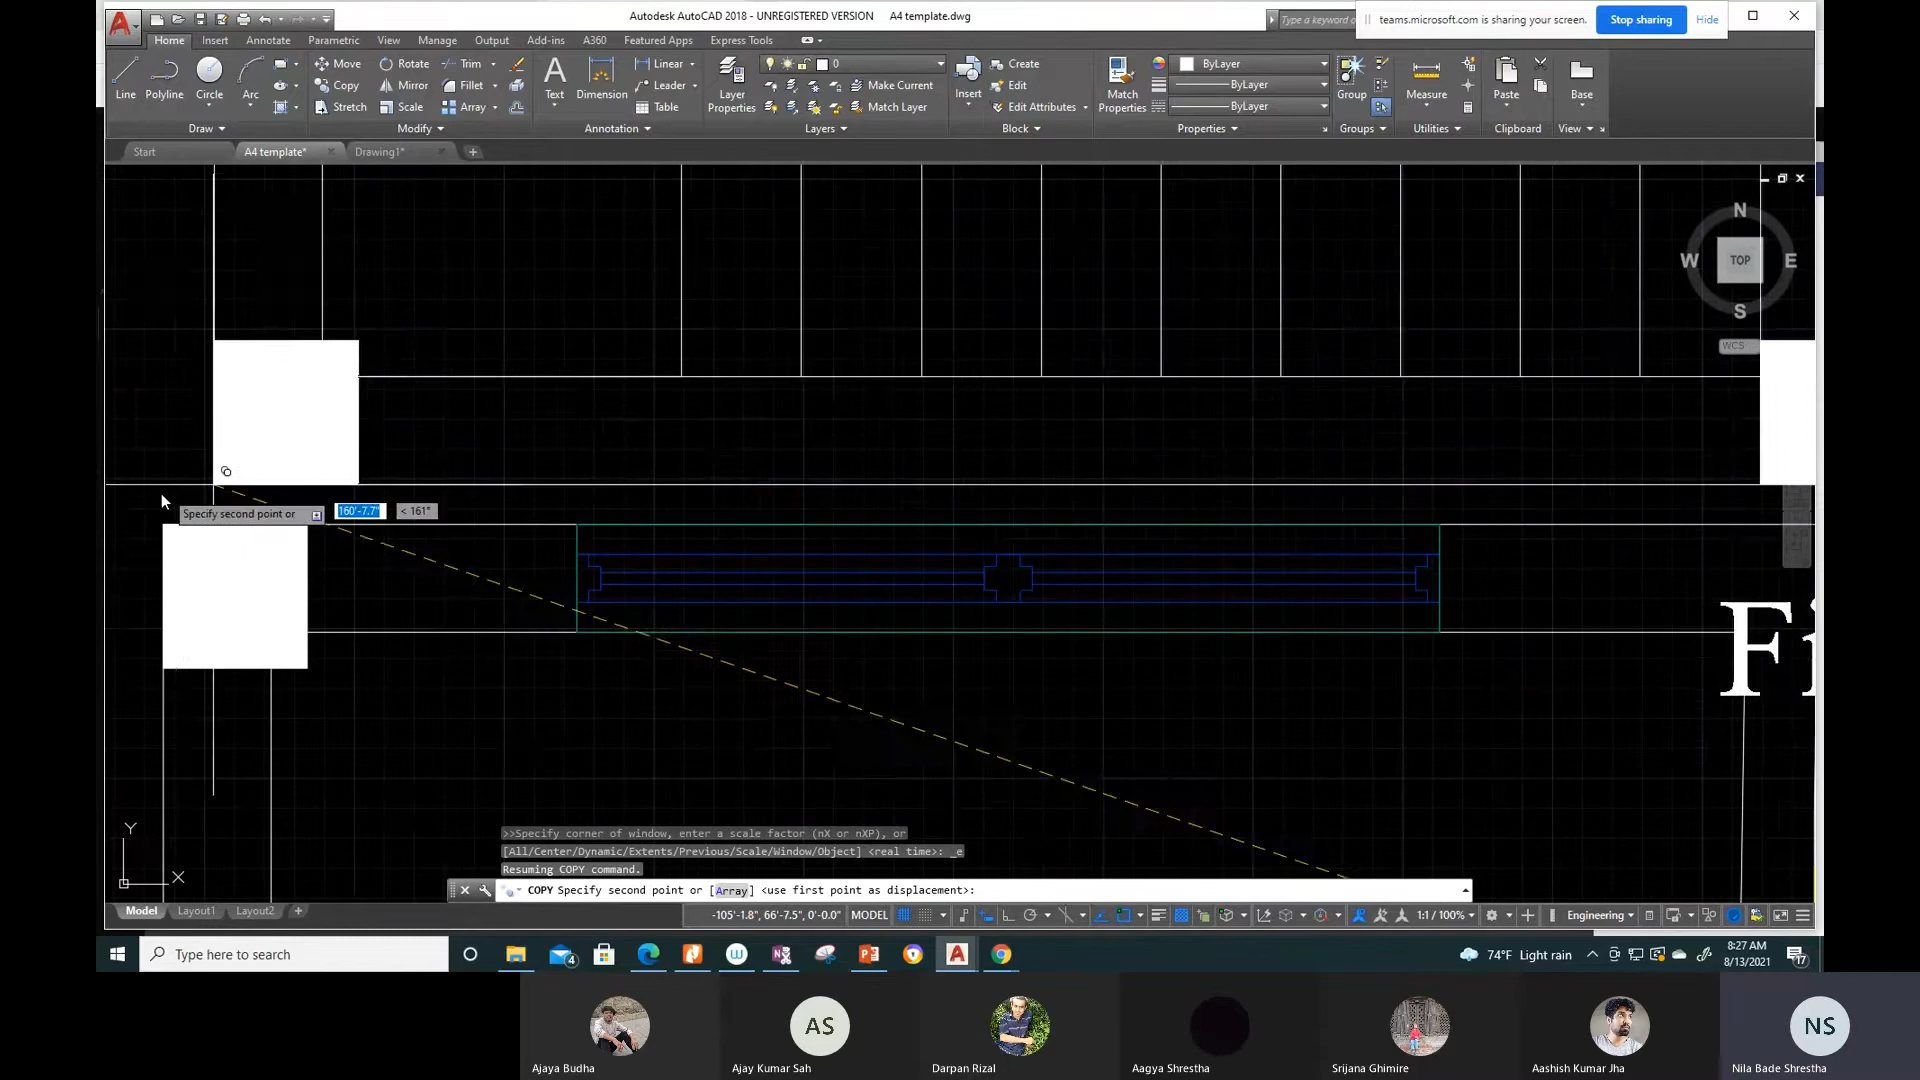 Autodesk AutoCAD 2018 - UNREGISTERED VERSION A4 template.dwg
Type a keyword o
teams.microsoft.com is sharing your screen.
Stop sharing
Hide
Home Insert Annotate Parametric View Manage Output Add-ins A360 Featured Apps Express Tools
Line Polyline Circle Arc
Move Rotate Trim
Copy Mirror Fillet
Stretch Scale Array
Text Dimension
Linear
Leader
Table
Layer
Properties
0
Make Current
Match Layer
Insert
Create
Edit
Edit Attributes
Match
Properties
ByLayer
ByLayer
ByLayer
Group
Measure
Paste
Base
Draw Modify Annotation Layers Block Properties Groups Utilities Clipboard View
Start A4 template* Drawing1*
N
W TOP E
S
WCS
Specify second point or 160'-7.7" < 161°
Fi
Y
X
>>Specify corner of window, enter a scale factor (nX or nXP), or
[All/Center/Dynamic/Extents/Previous/Scale/Window/Object] <real time>: _e
Resuming COPY command.
COPY Specify second point or [Array] <use first point as displacement>:
Model Layout1 Layout2
-105'-1.8", 66'-7.5", 0'-0.0" MODEL 1:1 / 100% Engineering
Type here to search
4
74°F Light rain
8:27 AM
8/13/2021
17
AS
NS
Ajaya Budha Ajay Kumar Sah Darpan Rizal Aagya Shrestha Srijana Ghimire Aashish Kumar Jha Nila Bade Shrestha